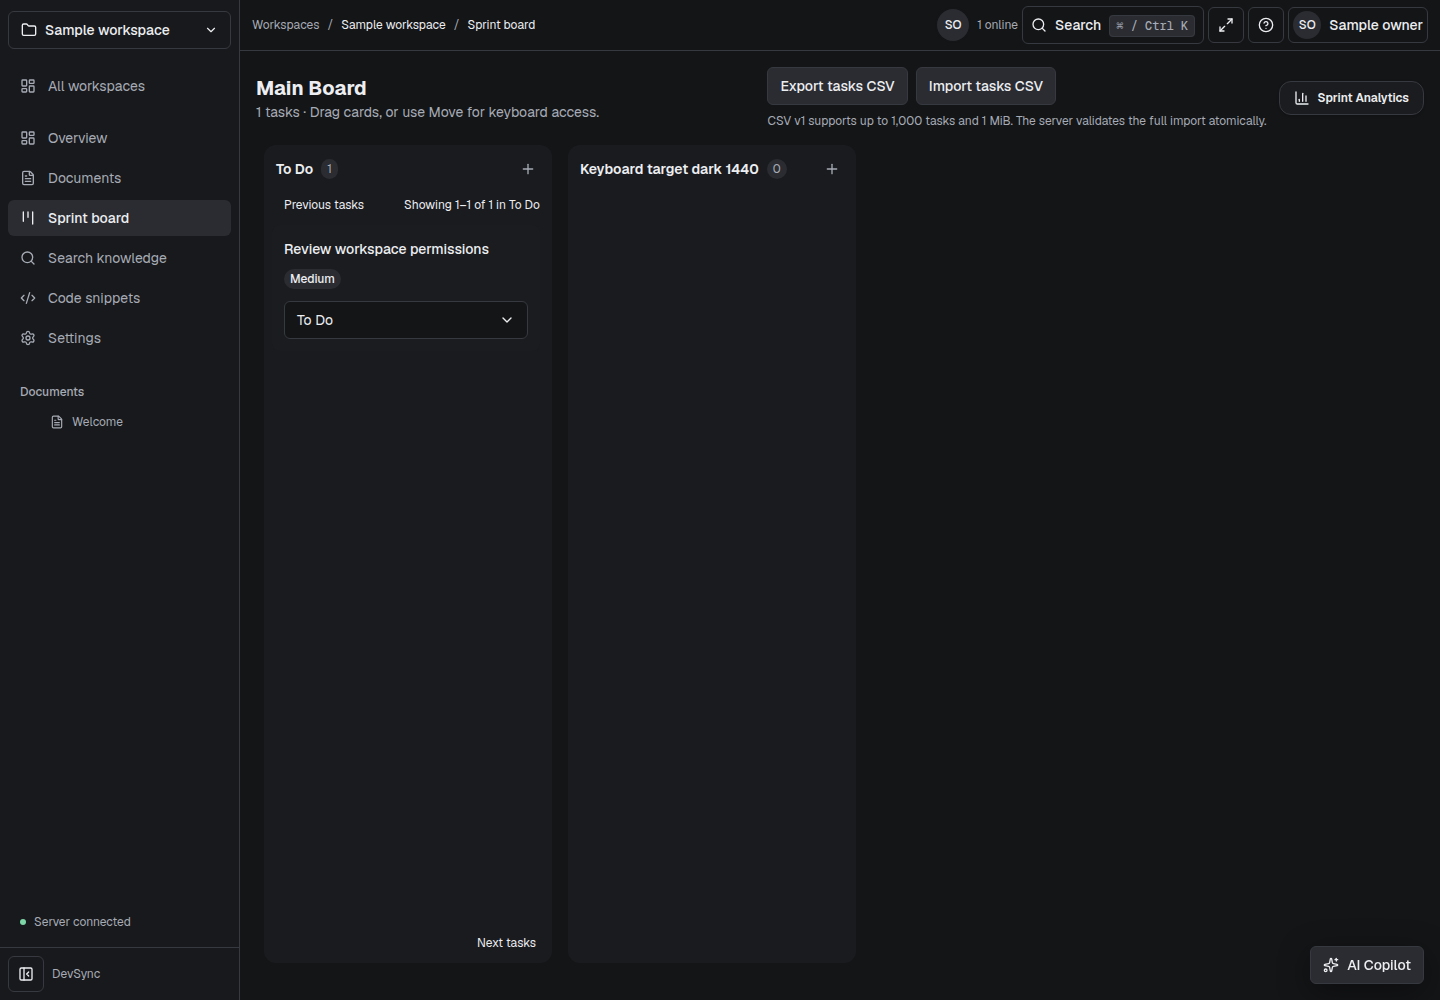 Sample workspace
All workspaces
Overview
Documents
Sprint board
Search knowledge
Code snippets
Settings
Documents
Welcome
Server connected
DevSync
Workspaces / Sample workspace / Sprint board
SO 1 online
Search ⌘ / Ctrl K
SO Sample owner
Main Board
1 tasks · Drag cards, or use Move for keyboard access.
Export tasks CSV
Import tasks CSV
CSV v1 supports up to 1,000 tasks and 1 MiB. The server validates the full import atomically.
Sprint Analytics
To Do 1
Previous tasks
Showing 1–1 of 1 in To Do
Review workspace permissions
Medium
To Do
Next tasks
Keyboard target dark 1440 0
AI Copilot